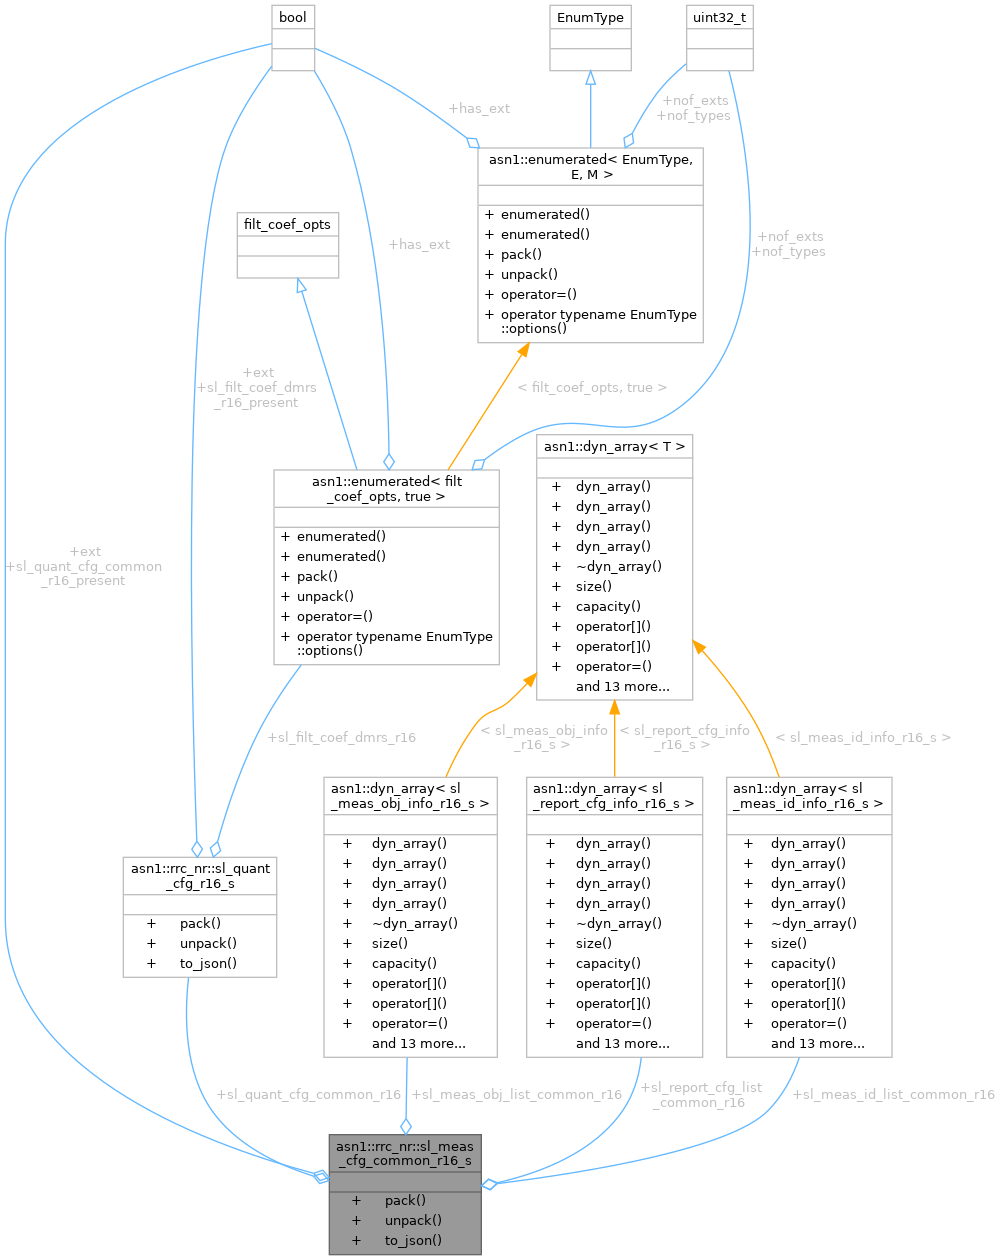 bool
EnumType
uint32_t
+has_ext
+nof_exts
+nof_types
asn1::enumerated< EnumType,
E, M >
+ enumerated()
+ enumerated()
+ pack()
+ unpack()
+ operator=()
+ operator typename EnumType
::options()
filt_coef_opts
+has_ext
+nof_exts
+nof_types
+ext
+sl_filt_coef_dmrs
_r16_present
< filt_coef_opts, true >
asn1::enumerated< filt
_coef_opts, true >
+ enumerated()
+ enumerated()
+ pack()
+ unpack()
+ operator=()
+ operator typename EnumType
::options()
asn1::dyn_array< T >
+ dyn_array()
+ dyn_array()
+ dyn_array()
+ dyn_array()
+ ~dyn_array()
+ size()
+ capacity()
+ operator[]()
+ operator[]()
+ operator=()
and 13 more...
+ext
+sl_quant_cfg_common
_r16_present
+sl_filt_coef_dmrs_r16
< sl_meas_obj_info
_r16_s >
< sl_report_cfg_info
_r16_s >
< sl_meas_id_info_r16_s >
asn1::rrc_nr::sl_quant
_cfg_r16_s
+ pack()
+ unpack()
+ to_json()
asn1::dyn_array< sl
_meas_obj_info_r16_s >
+ dyn_array()
+ dyn_array()
+ dyn_array()
+ dyn_array()
+ ~dyn_array()
+ size()
+ capacity()
+ operator[]()
+ operator[]()
+ operator=()
and 13 more...
asn1::dyn_array< sl
_report_cfg_info_r16_s >
+ dyn_array()
+ dyn_array()
+ dyn_array()
+ dyn_array()
+ ~dyn_array()
+ size()
+ capacity()
+ operator[]()
+ operator[]()
+ operator=()
and 13 more...
asn1::dyn_array< sl
_meas_id_info_r16_s >
+ dyn_array()
+ dyn_array()
+ dyn_array()
+ dyn_array()
+ ~dyn_array()
+ size()
+ capacity()
+ operator[]()
+ operator[]()
+ operator=()
and 13 more...
+sl_quant_cfg_common_r16
+sl_meas_obj_list_common_r16
+sl_report_cfg_list
_common_r16
+sl_meas_id_list_common_r16
asn1::rrc_nr::sl_meas
_cfg_common_r16_s
+ pack()
+ unpack()
+ to_json()